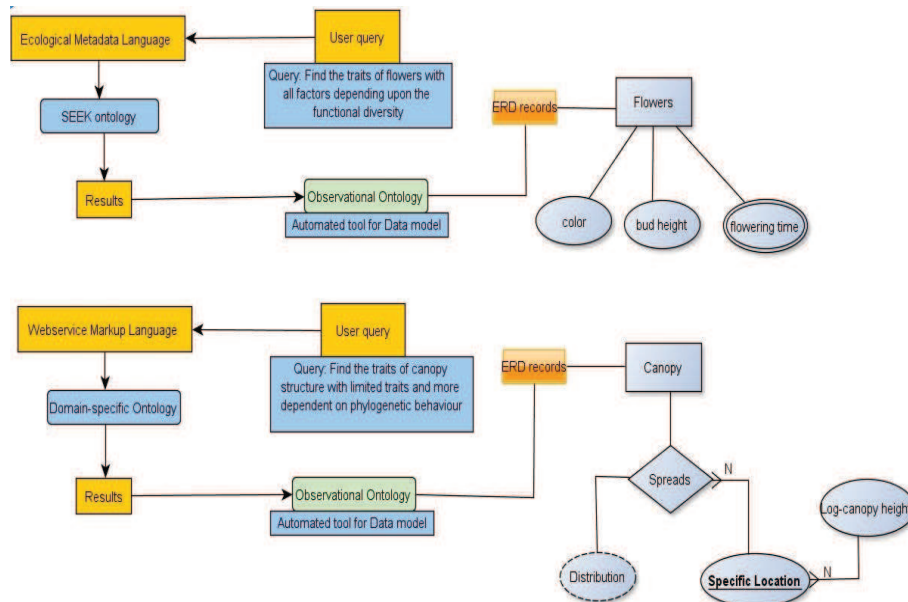 Ecological Metadata Language
User query
Query: Find the traits of flowers with
all factors depending upon the
functional diversity
SEEK ontology
ERD records
Flowers
Results
Observational Ontology
Automated tool for Data model
color
bud height
flowering time
Webservice Markup Language
User query
Query: Find the traits of canopy
structure with limited traits and more
dependent on phylogenetic behaviour
ERD records
Canopy
Domain-specific Ontology
Results
Observational Ontology
Automated tool for Data model
Spreads
N
Log-canopy height
Distribution
Specific Location
N